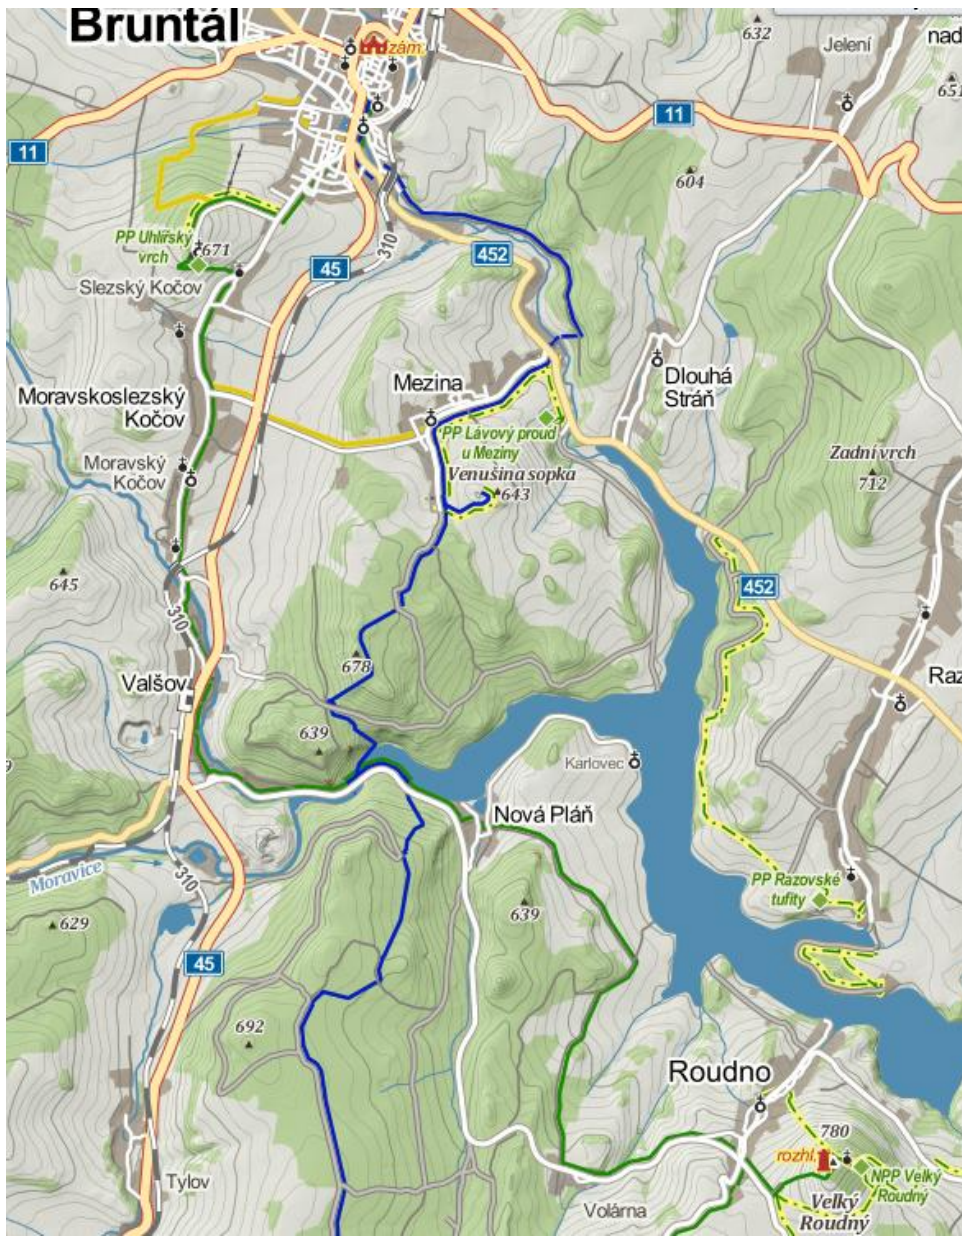 Bruntál
632
Jelení
nad
zám.
651
11
11
604
PP Uhlířský
vrch
671
310
452
45
Slezský Kočov
Mezina
Dlouhá
Stráň
Moravskoslezský
Kočov
PP Lávový proud
u Meziny
Moravský
Kočov
Venušina sopka
643
Zadní vrch
712
645
452
310
678
Valšov
Raz
639
9
Karlovec
Nová Pláň
Moravice
310
PP Razovské
tufity
639
629
45
692
Roudno
780
rozhl.
NPP Velký
Roudný
Tylov
Velký
Roudný
Volárna